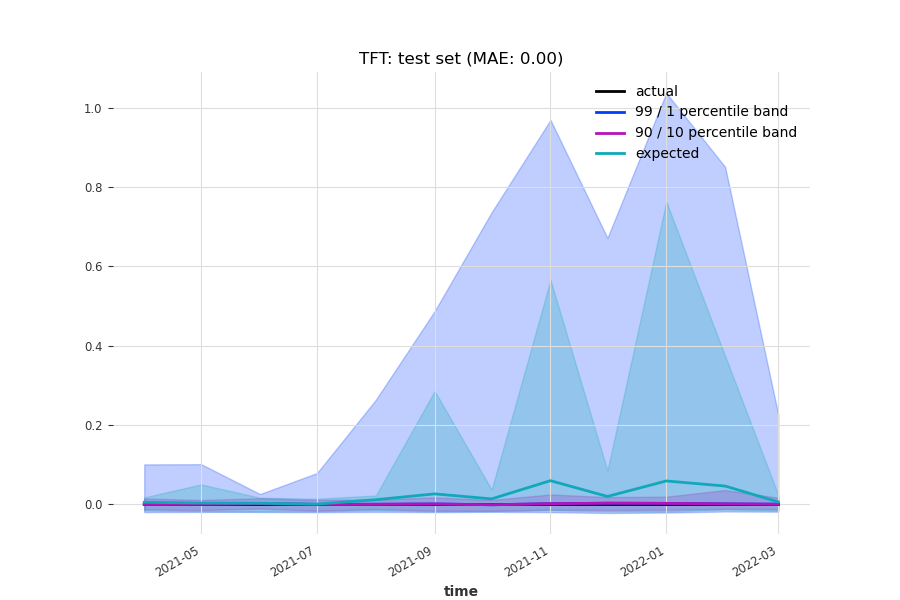 TFT: test set (MAE: 0.00)
actual
99 / 1 percentile band
90 / 10 percentile band
expected
1.0
0.8
0.6
0.4
0.2
0.0
2021-05
2021-07
2021-09
2021-11
2022-01
2022-03
time